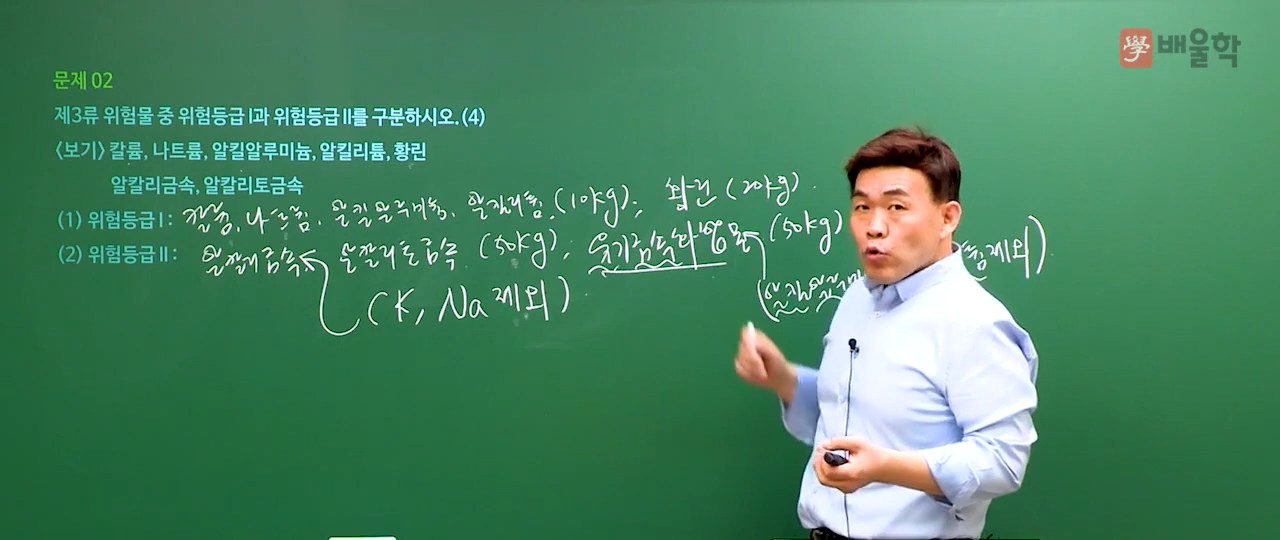 學 배울학
문제 02
제3류 위험물 중 위험등급 I과 위험등급 II를 구분하시오. (4)
〈보기〉 칼륨, 나트륨, 알킬알루미늄, 알킬리튬, 황린
알칼리금속, 알칼리토금속
(1) 위험등급 I : 칼륨, 나트륨, 알킬알루미늄, 알킬리튬 (10kg), 황린 (20kg)
(2) 위험등급 II : 알칼리금속, 알칼리토금속 (50kg), 유기금속화합물 (50kg)
(K, Na 제외)
(알킬알루 제외)